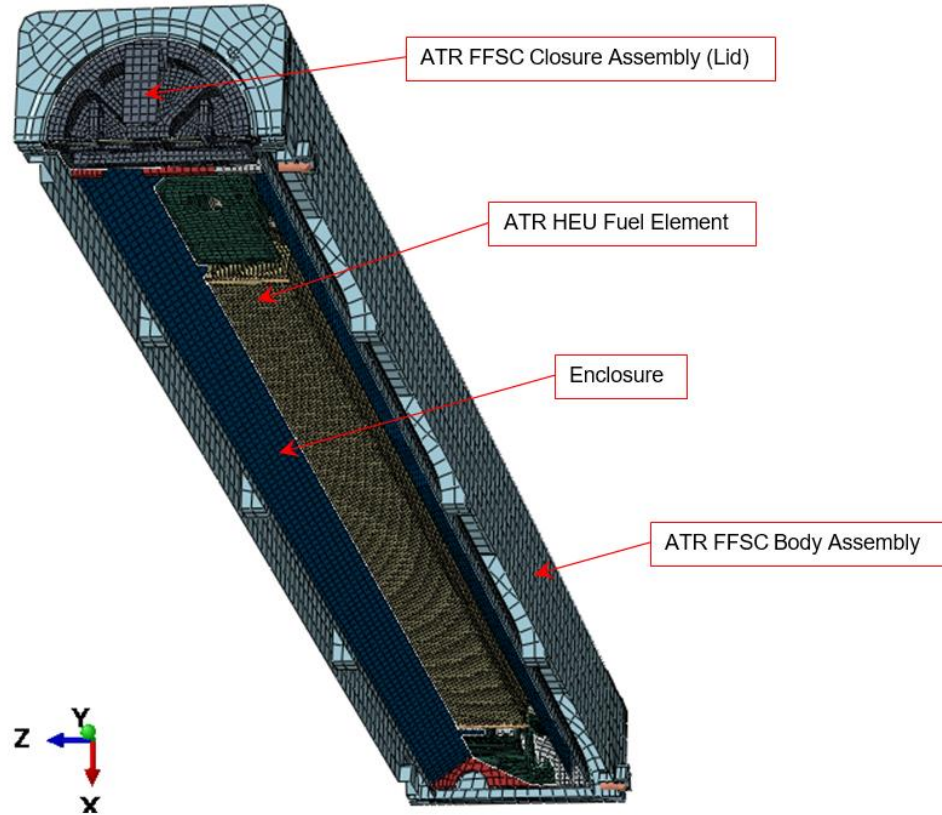 ATR FFSC Closure Assembly (Lid)
ATR HEU Fuel Element
Enclosure
ATR FFSC Body Assembly
Y
Z
X